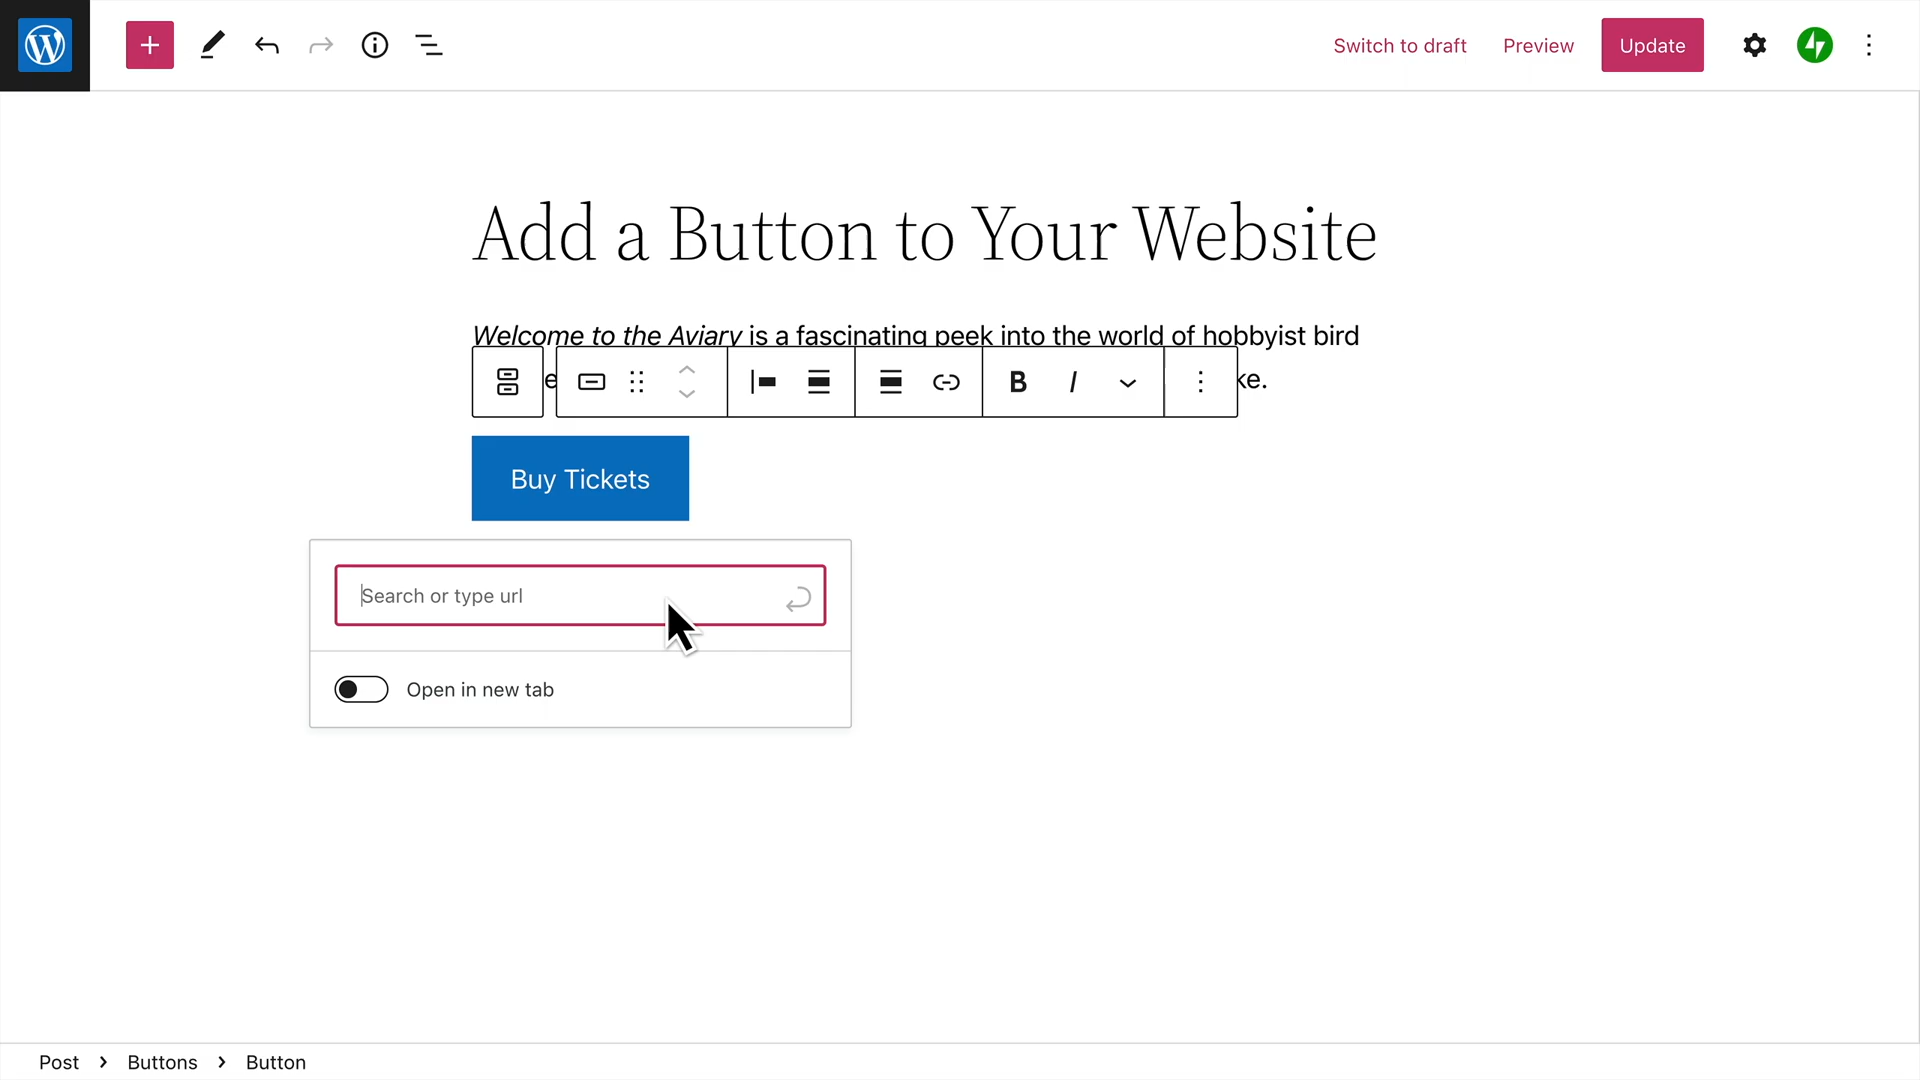 Switch to draft
Preview
Update
Add a Button to Your Website
Welcome to the Aviary is a fascinating peek into the world of hobbyist bird
ke.
Buy Tickets
Search or type url
Open in new tab
Post
Buttons
Button